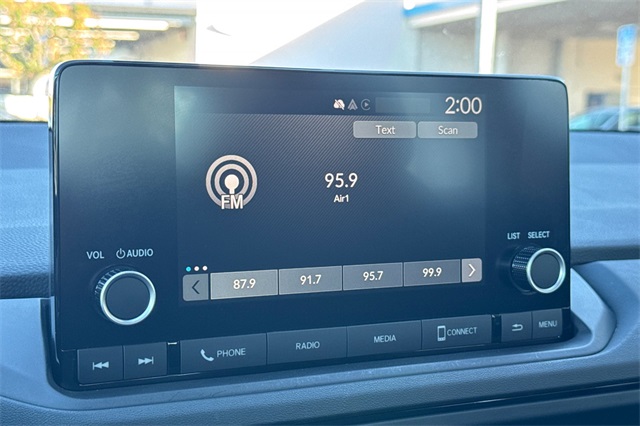 2:00
Text Scan
FM
95.9
Air1
VOL AUDIO
LIST SELECT
87.9 91.7 95.7 99.9
PHONE RADIO MEDIA CONNECT MENU